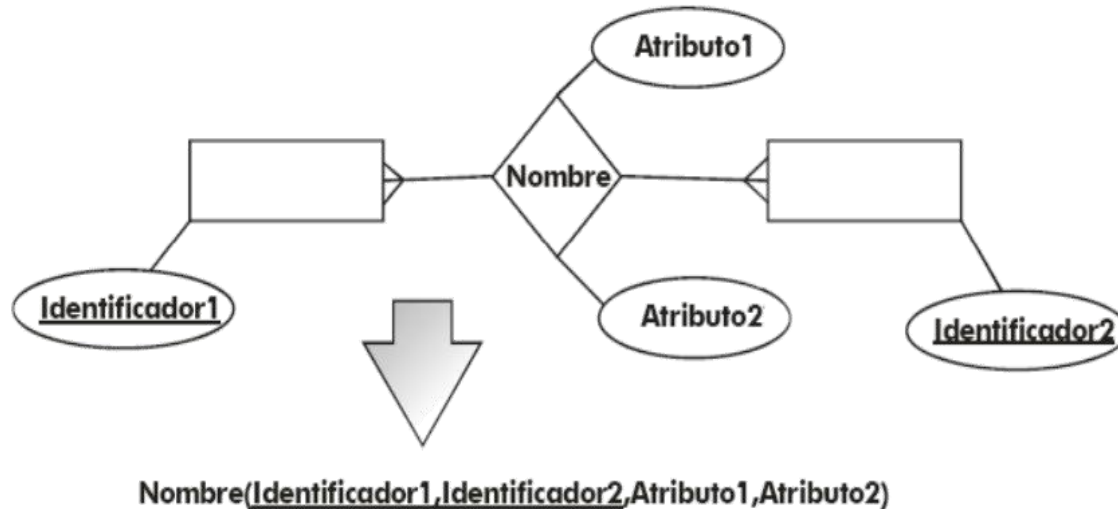 Atributo1
Nombre
Identificador1
Atributo2
Identificador2
Nombre(Identificador1,Identificador2,Atributo1,Atributo2)